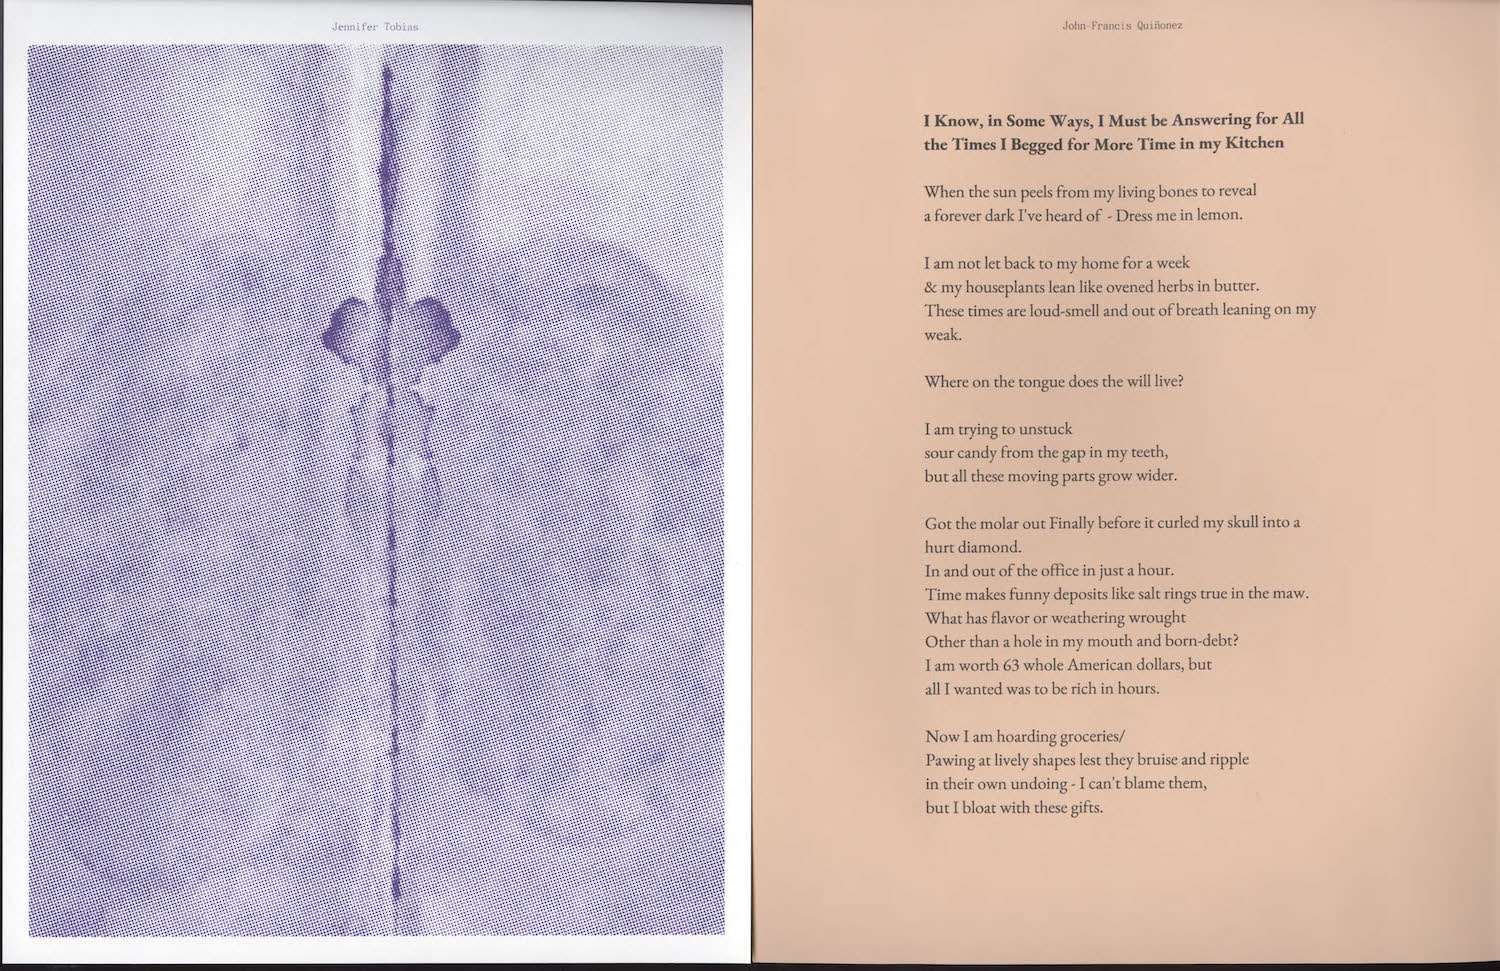 Jennifer Tobias
John-Francis Quiñonez
I Know, in Some Ways, I Must be Answering for All
the Times I Begged for More Time in my Kitchen
When the sun peels from my living bones to reveal
a forever dark I've heard of - Dress me in lemon.
I am not let back to my home for a week
& my houseplants lean like ovened herbs in butter.
These times are loud-smell and out of breath leaning on my
weak.
Where on the tongue does the will live?
I am trying to unstuck
sour candy from the gap in my teeth,
but all these moving parts grow wider.
Got the molar out Finally before it curled my skull into a
hurt diamond.
In and out of the office in just a hour.
Time makes funny deposits like salt rings true in the maw.
What has flavor or weathering wrought
Other than a hole in my mouth and born-debt?
I am worth 63 whole American dollars, but
all I wanted was to be rich in hours.
Now I am hoarding groceries/
Pawing at lively shapes lest they bruise and ripple
in their own undoing - I can't blame them,
but I bloat with these gifts.